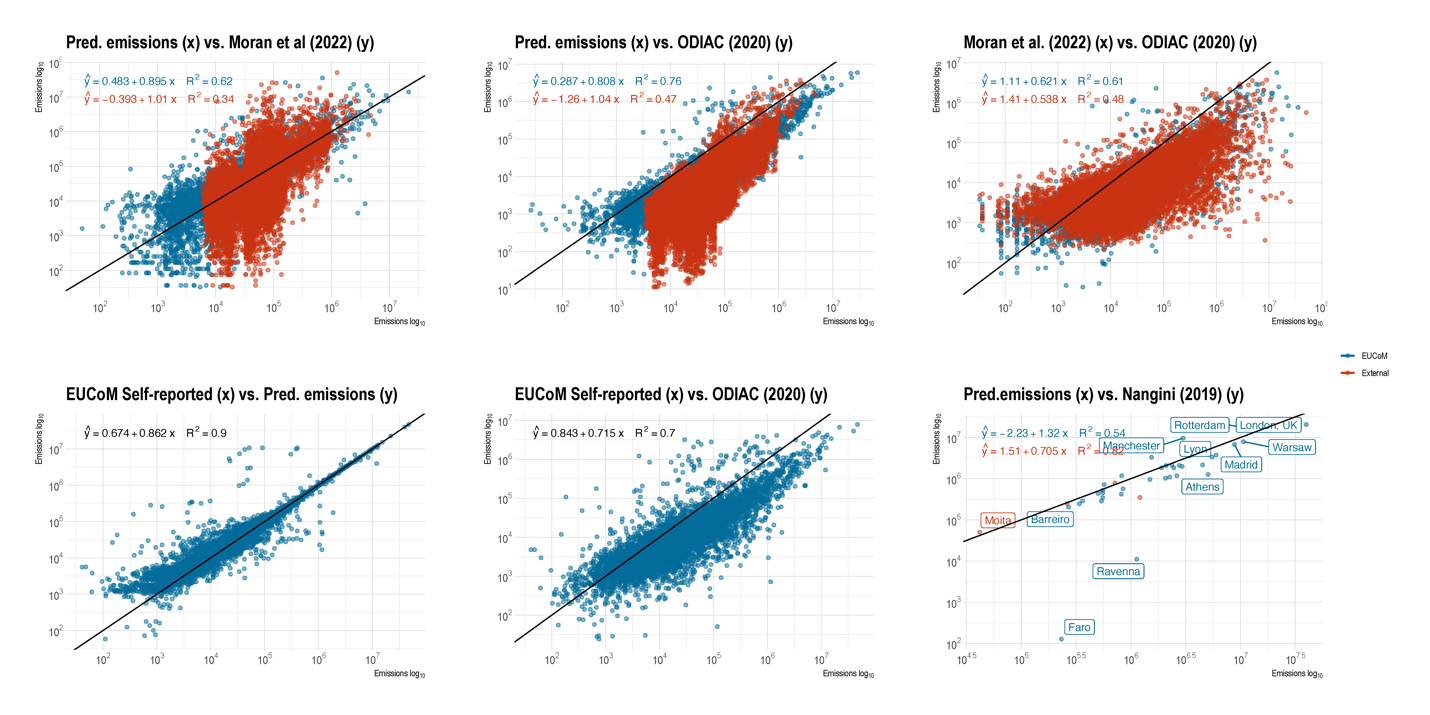 Pred. emissions (x) vs. Moran et al (2022) (y)
Emissions log10
ŷ = 0.483 + 0.895 x R² = 0.62
ŷ = −0.393 + 1.01 x R² = 0.34
10⁷
10⁶
10⁵
10⁴
10³
10²
10² 10³ 10⁴ 10⁵ 10⁶ 10⁷
Emissions log10
Pred. emissions (x) vs. ODIAC (2020) (y)
Emissions log10
ŷ = 0.287 + 0.808 x R² = 0.76
ŷ = −1.26 + 1.04 x R² = 0.47
10⁷
10⁶
10⁵
10⁴
10³
10²
10¹
10² 10³ 10⁴ 10⁵ 10⁶ 10⁷
Emissions log10
Moran et al. (2022) (x) vs. ODIAC (2020) (y)
Emissions log10
ŷ = 1.11 + 0.621 x R² = 0.61
ŷ = 1.41 + 0.538 x R² = 0.48
10⁷
10⁶
10⁵
10⁴
10³
10²
10² 10³ 10⁴ 10⁵ 10⁶ 10⁷
Emissions log10
EUCoM
External
EUCoM Self-reported (x) vs. Pred. emissions (y)
Emissions log10
ŷ = 0.674 + 0.862 x R² = 0.9
10⁷
10⁶
10⁵
10⁴
10³
10²
10² 10³ 10⁴ 10⁵ 10⁶ 10⁷
Emissions log10
EUCoM Self-reported (x) vs. ODIAC (2020) (y)
Emissions log10
ŷ = 0.843 + 0.715 x R² = 0.7
10⁷
10⁶
10⁵
10⁴
10³
10²
10² 10³ 10⁴ 10⁵ 10⁶ 10⁷
Emissions log10
Pred.emissions (x) vs. Nangini (2019) (y)
Emissions log10
ŷ = −2.23 + 1.32 x R² = 0.54
ŷ = 1.51 + 0.705 x R² = 0.82
Rotterdam
London, UK
Manchester
Lyon
Warsaw
Madrid
Athens
Moita
Barreiro
Ravenna
Faro
10⁷
10⁶
10⁵
10⁴
10³
10²
10^4.5 10⁵ 10^5.5 10⁶ 10^6.5 10⁷ 10^7.5
Emissions log10